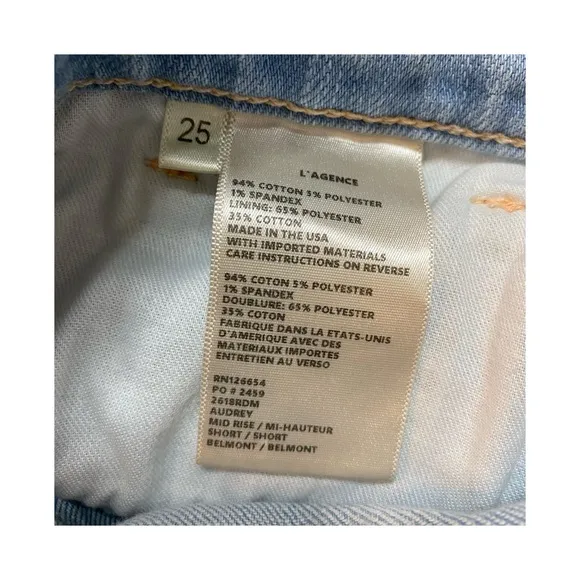 25
L'AGENCE
94% COTTON 5% POLYESTER
1% SPANDEX
LINING: 65% POLYESTER
35% COTTON
MADE IN THE USA
WITH IMPORTED MATERIALS
CARE INSTRUCTIONS ON REVERSE
94% COTON 5% POLYESTER
1% SPANDEX
DOUBLURE: 65% POLYESTER
35% COTON
FABRIQUE DANS LA ETATS-UNIS
D'AMERIQUE AVEC DES
MATERIAUX IMPORTES
ENTRETIEN AU VERSO
RN126654
PO # 2459
2618RDM
AUDREY
MID RISE / MI-HAUTEUR
SHORT / SHORT
BELMONT / BELMONT